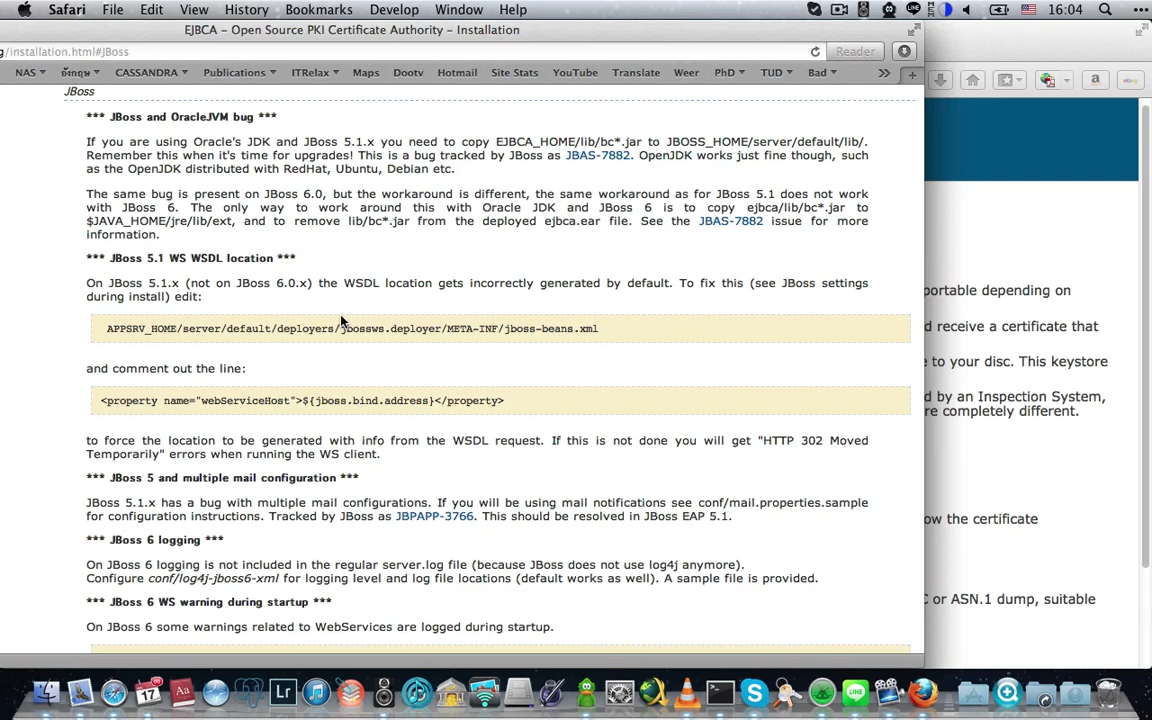 Safari File Edit View History Bookmarks Develop Window Help 16:04
EJBCA – Open Source PKI Certificate Authority – Installation
g/installation.html#JBoss Reader
NAS อังกฤษ CASSANDRA Publications ITRelax Maps Dootv Hotmail Site Stats YouTube Translate Weer PhD TUD Bad
JBoss
*** JBoss and OracleJVM bug ***
If you are using Oracle's JDK and JBoss 5.1.x you need to copy EJBCA_HOME/lib/bc*.jar to JBOSS_HOME/server/default/lib/.
Remember this when it's time for upgrades! This is a bug tracked by JBoss as JBAS-7882. OpenJDK works just fine though, such
as the OpenJDK distributed with RedHat, Ubuntu, Debian etc.
The same bug is present on JBoss 6.0, but the workaround is different, the same workaround as for JBoss 5.1 does not work
with JBoss 6. The only way to work around this with Oracle JDK and JBoss 6 is to copy ejbca/lib/bc*.jar to
$JAVA_HOME/jre/lib/ext, and to remove lib/bc*.jar from the deployed ejbca.ear file. See the JBAS-7882 issue for more
information.
*** JBoss 5.1 WS WSDL location ***
On JBoss 5.1.x (not on JBoss 6.0.x) the WSDL location gets incorrectly generated by default. To fix this (see JBoss settings
during install) edit:
APPSRV_HOME/server/default/deployers/jbossws.deployer/META-INF/jboss-beans.xml
and comment out the line:
<property name="webServiceHost">${jboss.bind.address}</property>
to force the location to be generated with info from the WSDL request. If this is not done you will get "HTTP 302 Moved
Temporarily" errors when running the WS client.
*** JBoss 5 and multiple mail configuration ***
JBoss 5.1.x has a bug with multiple mail configurations. If you will be using mail notifications see conf/mail.properties.sample
for configuration instructions. Tracked by JBoss as JBPAPP-3766. This should be resolved in JBoss EAP 5.1.
*** JBoss 6 logging ***
On JBoss 6 logging is not included in the regular server.log file (because JBoss does not use log4j anymore).
Configure conf/log4j-jboss6-xml for logging level and log file locations (default works as well). A sample file is provided.
*** JBoss 6 WS warning during startup ***
On JBoss 6 some warnings related to WebServices are logged during startup.
portable depending on
d receive a certificate that
e to your disc. This keystore
d by an Inspection System,
re completely different.
ow the certificate
C or ASN.1 dump, suitable